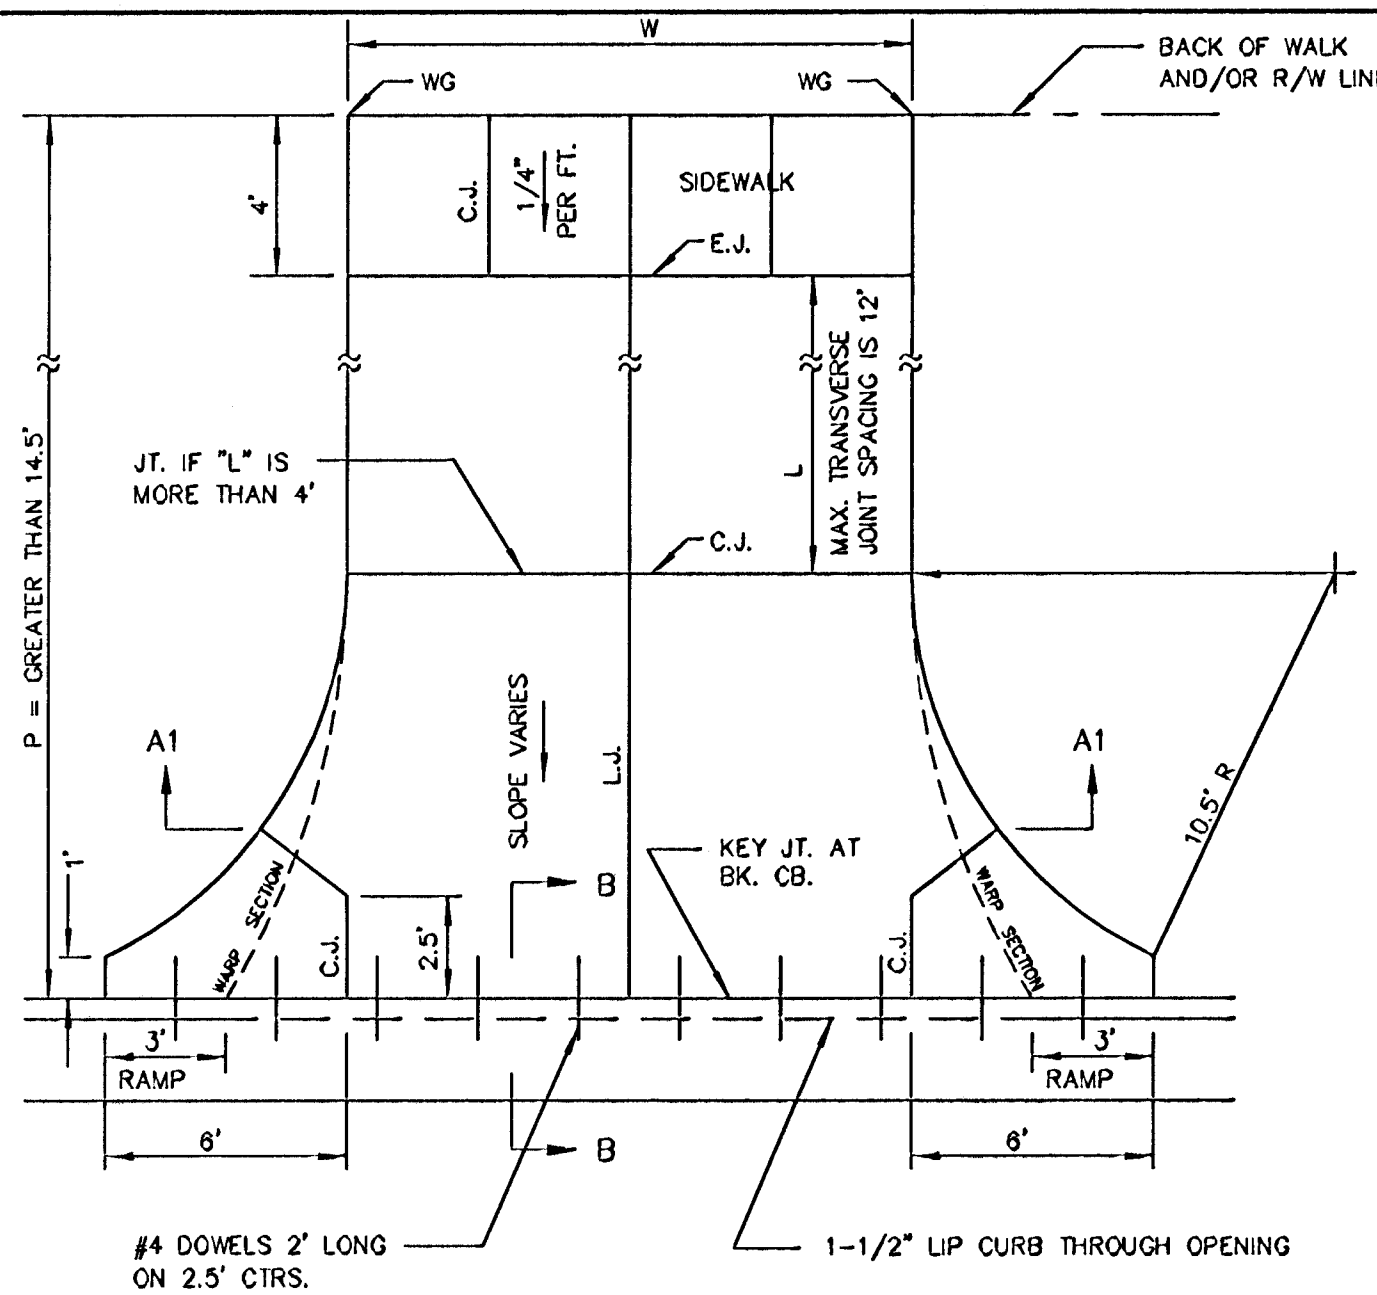 W
WG
WG
BACK OF WALK
AND/OR R/W LINE
4'
C.J.
1/4"
PER FT.
SIDEWALK
E.J.
P = GREATER THAN 14.5'
JT. IF "L" IS
MORE THAN 4'
L
MAX. TRANSVERSE
JOINT SPACING IS 12'
C.J.
A1
SLOPE VARIES
L.J.
A1
10.5' R
1'
WARP SECTION
C.J.
2.5'
B
KEY JT. AT
BK. CB.
C.J.
WARP SECTION
3'
RAMP
3'
RAMP
6'
B
6'
#4 DOWELS 2' LONG
ON 2.5' CTRS.
1-1/2" LIP CURB THROUGH OPENING